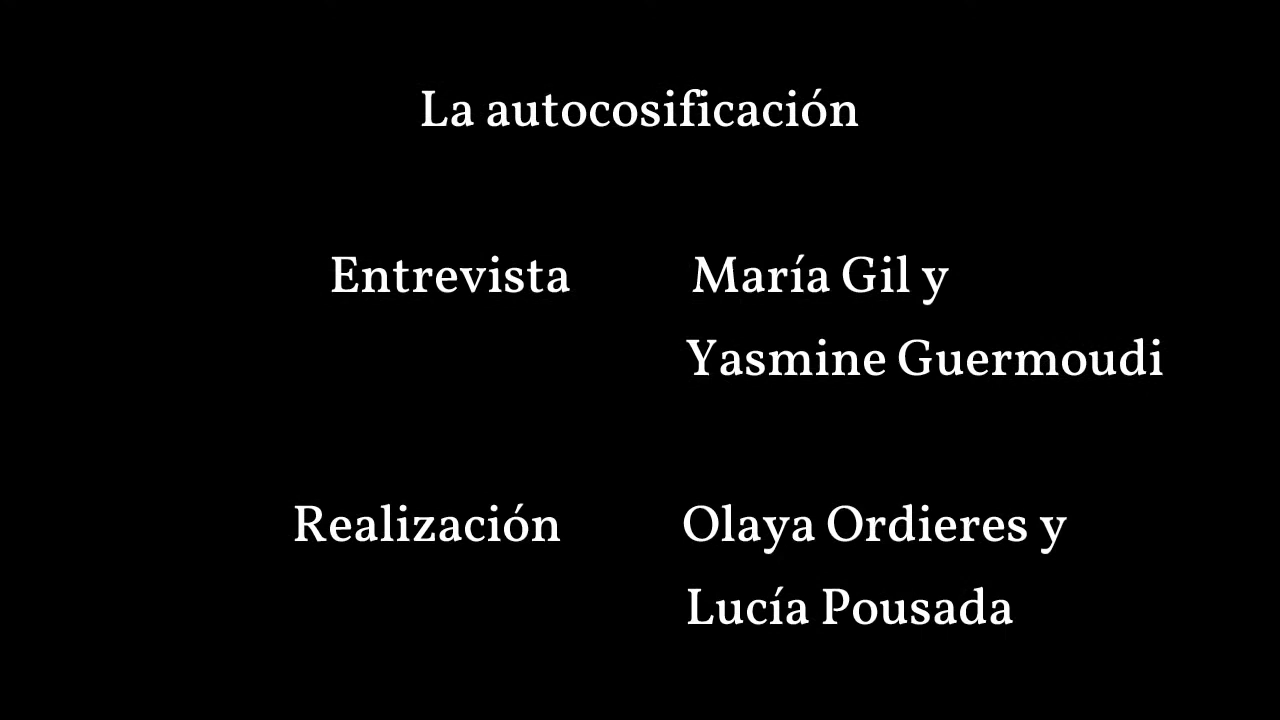 La autocosificación
Entrevista María Gil y
Yasmine Guermoudi
Realización Olaya Ordieres y
Lucía Pousada